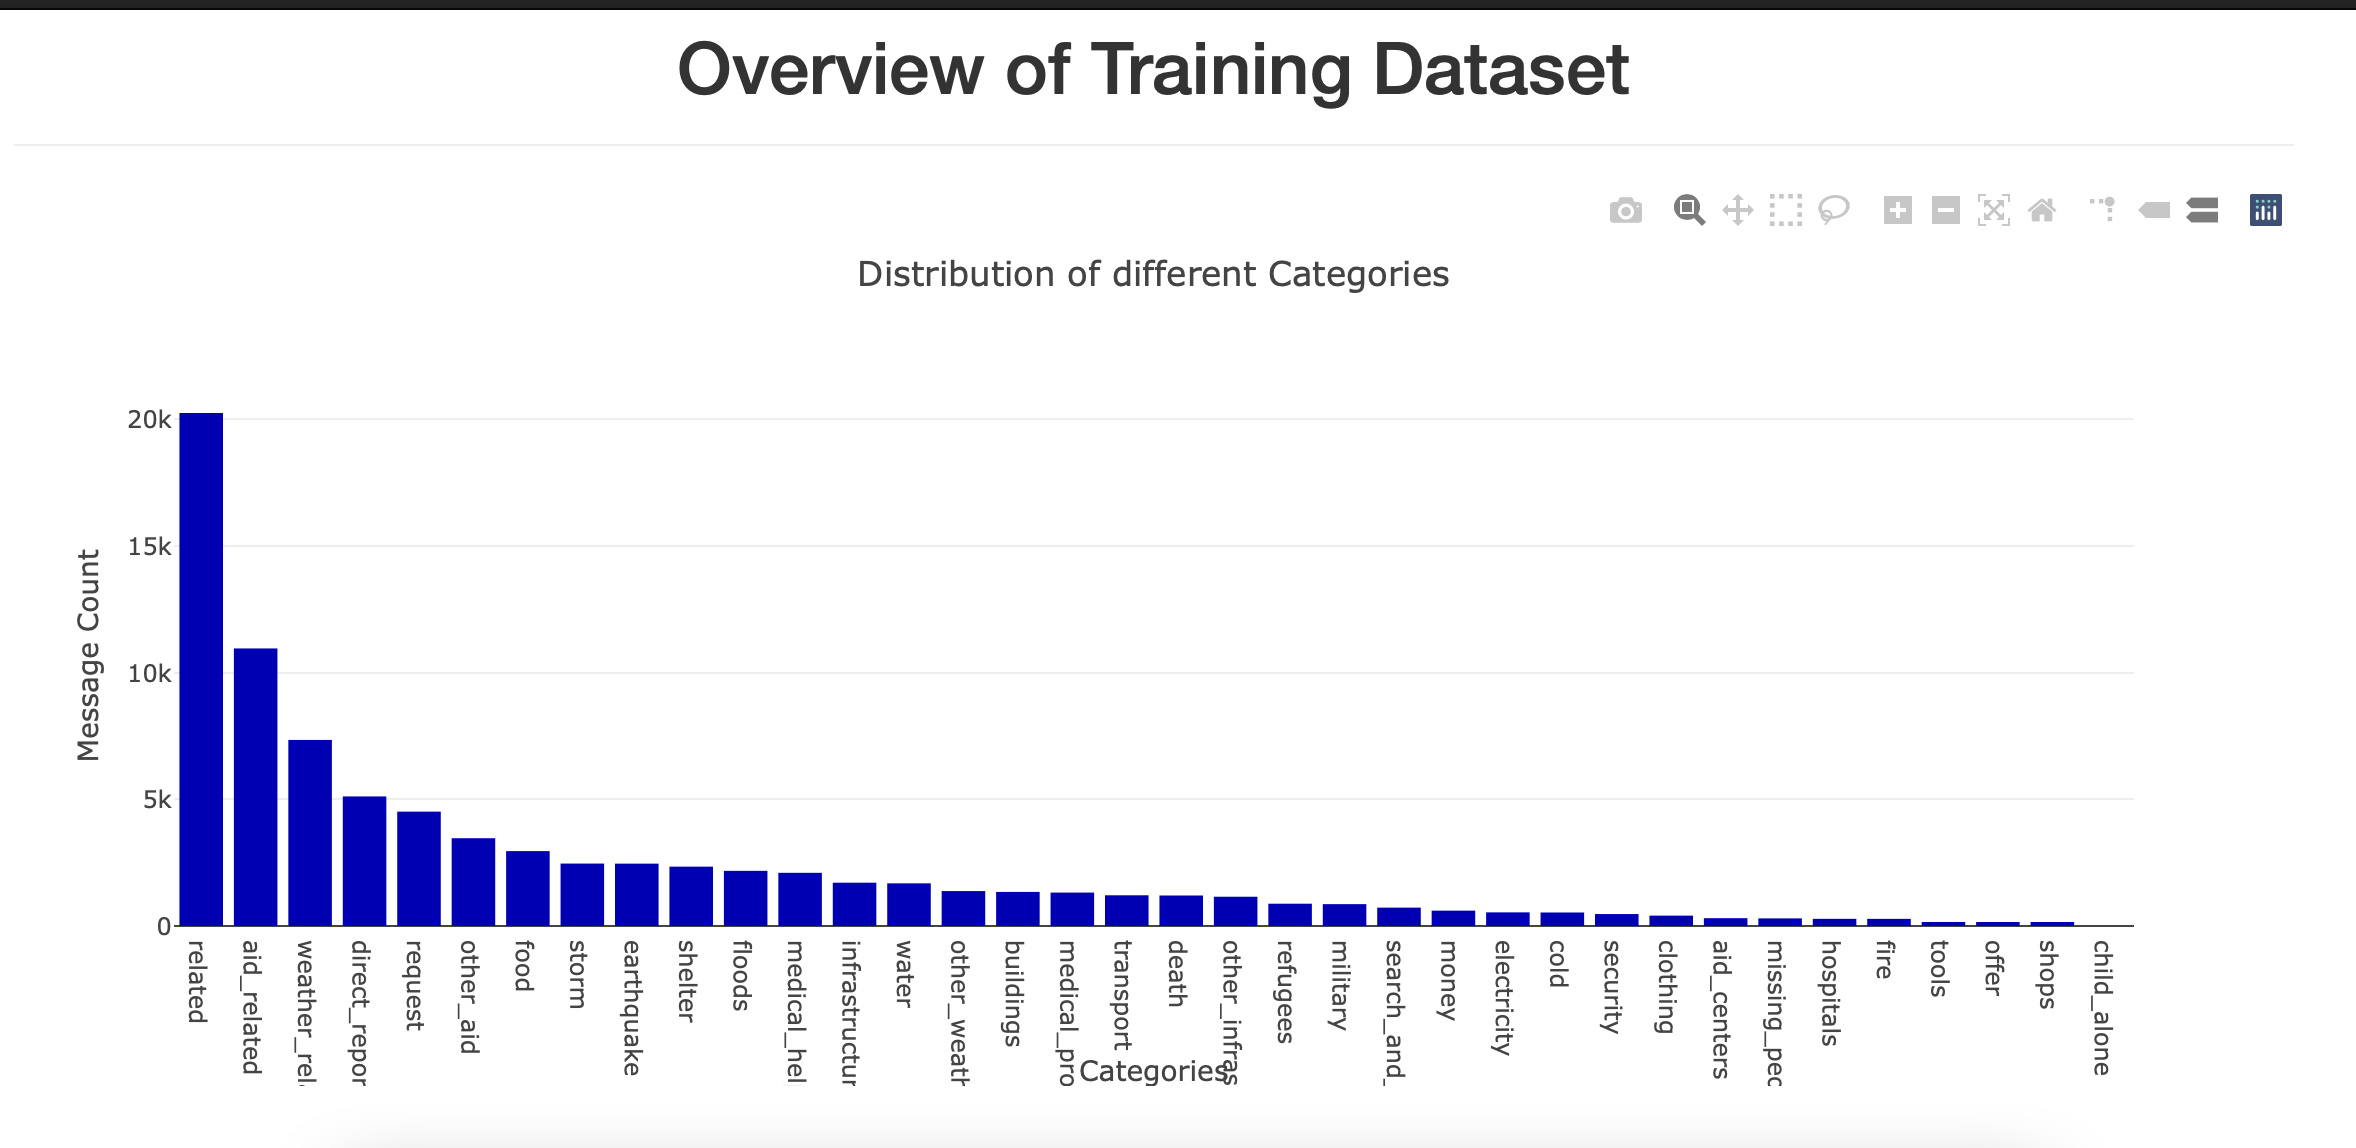 Overview of Training Dataset
Distribution of different Categories
Message Count
20k
15k
10k
5k
0
related
aid_related
weather_rel
direct_repor
request
other_aid
food
storm
earthquake
shelter
floods
medical_hel
infrastructur
water
other_weath
buildings
medical_pro
transport
death
other_infras
refugees
military
search_and_
money
electricity
cold
security
clothing
aid_centers
missing_peo
hospitals
fire
tools
offer
shops
child_alone
Categories